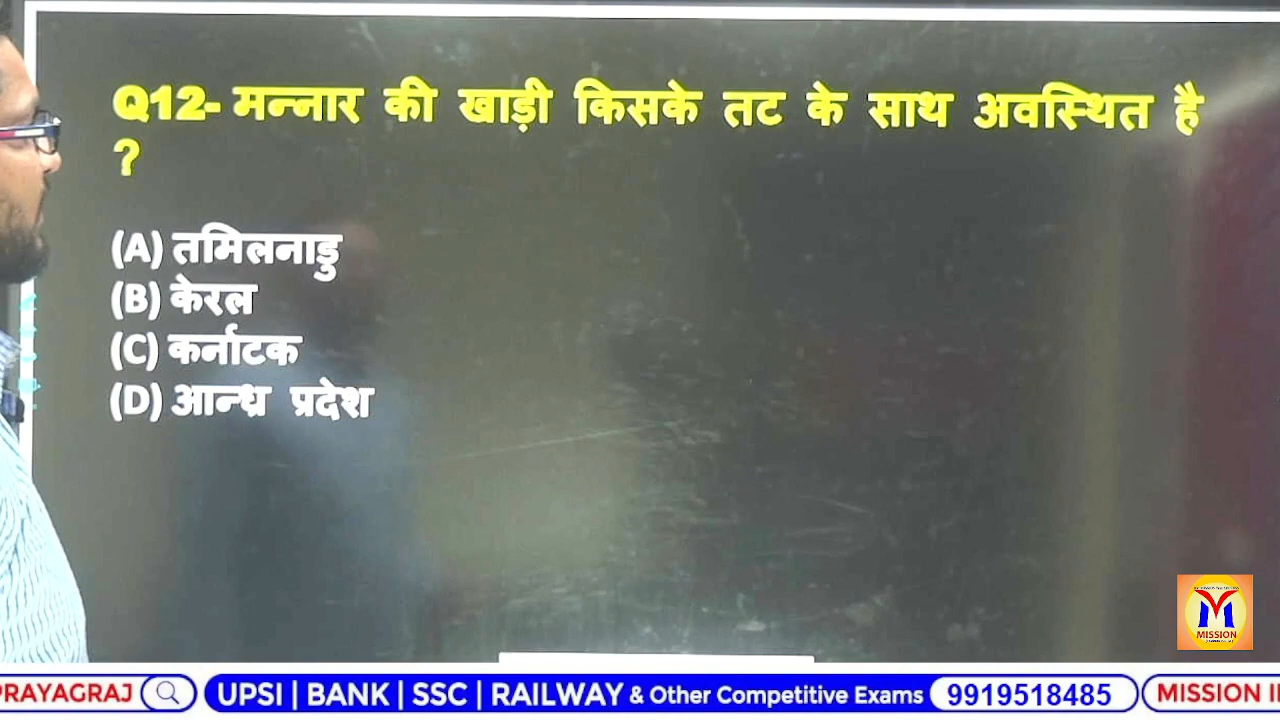 Q12- मन्नार की खाड़ी किसके तट के साथ अवस्थित है
?
(A) तमिलनाडु
(B) केरल
(C) कर्नाटक
(D) आन्ध्र प्रदेश
MISSION
PRAYAGRAJ
UPSI | BANK | SSC | RAILWAY & Other Competitive Exams
9919518485
MISSION